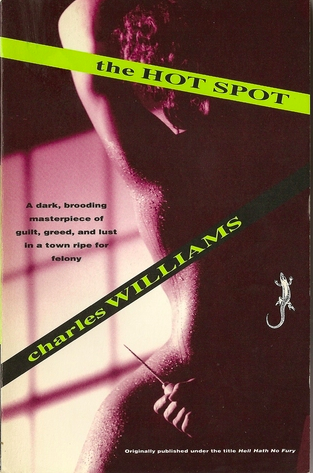 the HOT SPOT
A dark, brooding
masterpiece of
guilt, greed, and lust
in a town ripe for
felony
charles WILLIAMS
Originally published under the title Hell Hath No Fury